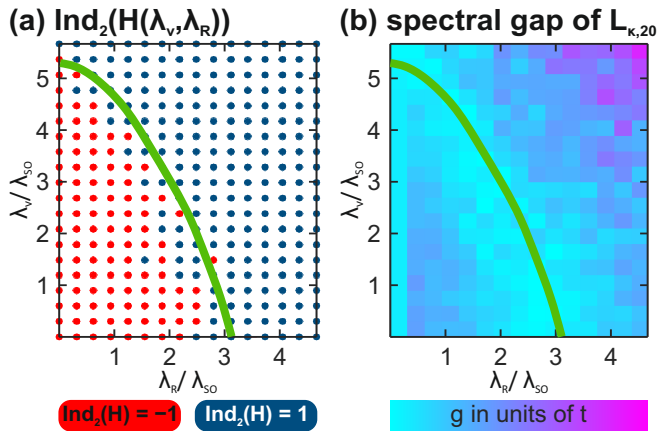 (a) Ind₂(H(λᵥ,λ_R))
(b) spectral gap of L_κ,20
5
4
3
2
1
λᵥ/ λ_SO
1 2 3 4
λ_R/ λ_SO
5
4
3
2
1
λᵥ/ λ_SO
1 2 3 4
λ_R/ λ_SO
Ind₂(H) = −1
Ind₂(H) = 1
g in units of t